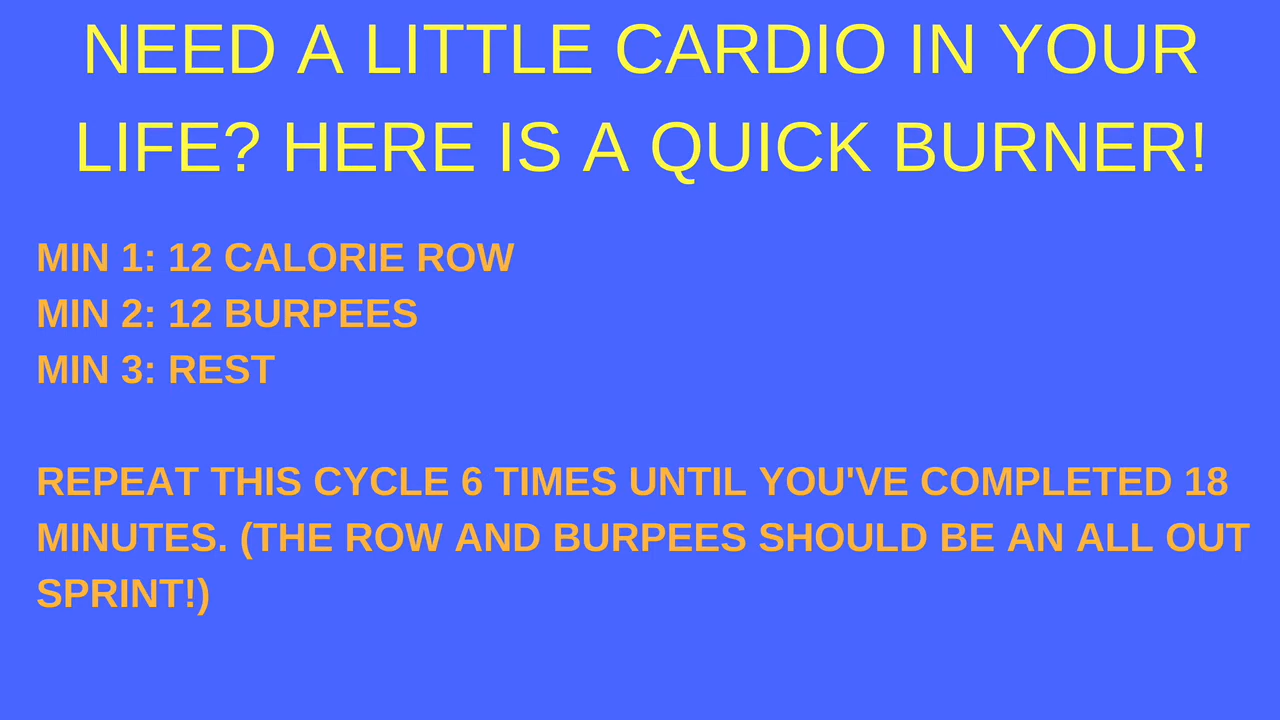 NEED A LITTLE CARDIO IN YOUR
LIFE? HERE IS A QUICK BURNER!
MIN 1: 12 CALORIE ROW
MIN 2: 12 BURPEES
MIN 3: REST
REPEAT THIS CYCLE 6 TIMES UNTIL YOU'VE COMPLETED 18
MINUTES. (THE ROW AND BURPEES SHOULD BE AN ALL OUT
SPRINT!)